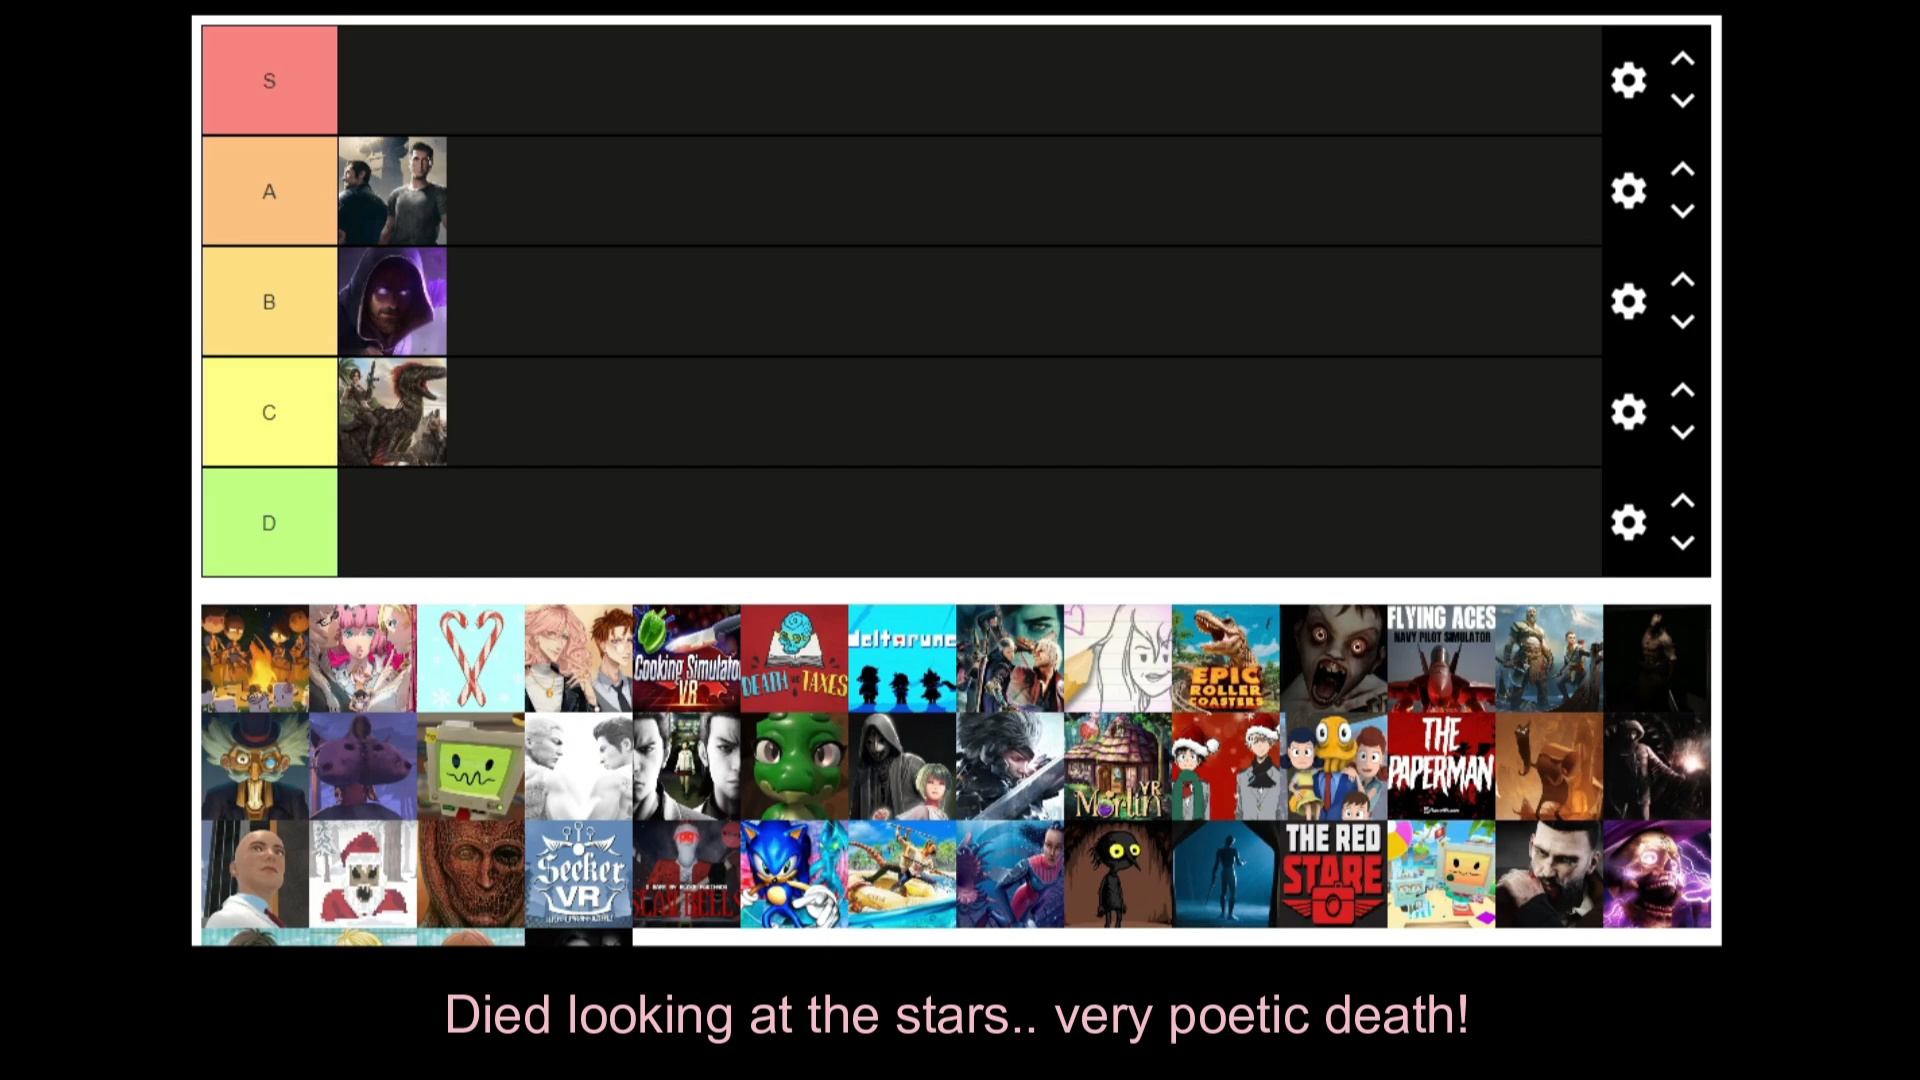 S
A
B
C
D
Cooking Simulator
VR
DEATH AND TAXES
deltarune
EPIC
ROLLER
COASTERS
FLYING ACES
NAVY PILOT SIMULATOR
Merlin VR
THE
PAPERMAN
Seeker
VR
THE RED
STARE
Died looking at the stars.. very poetic death!